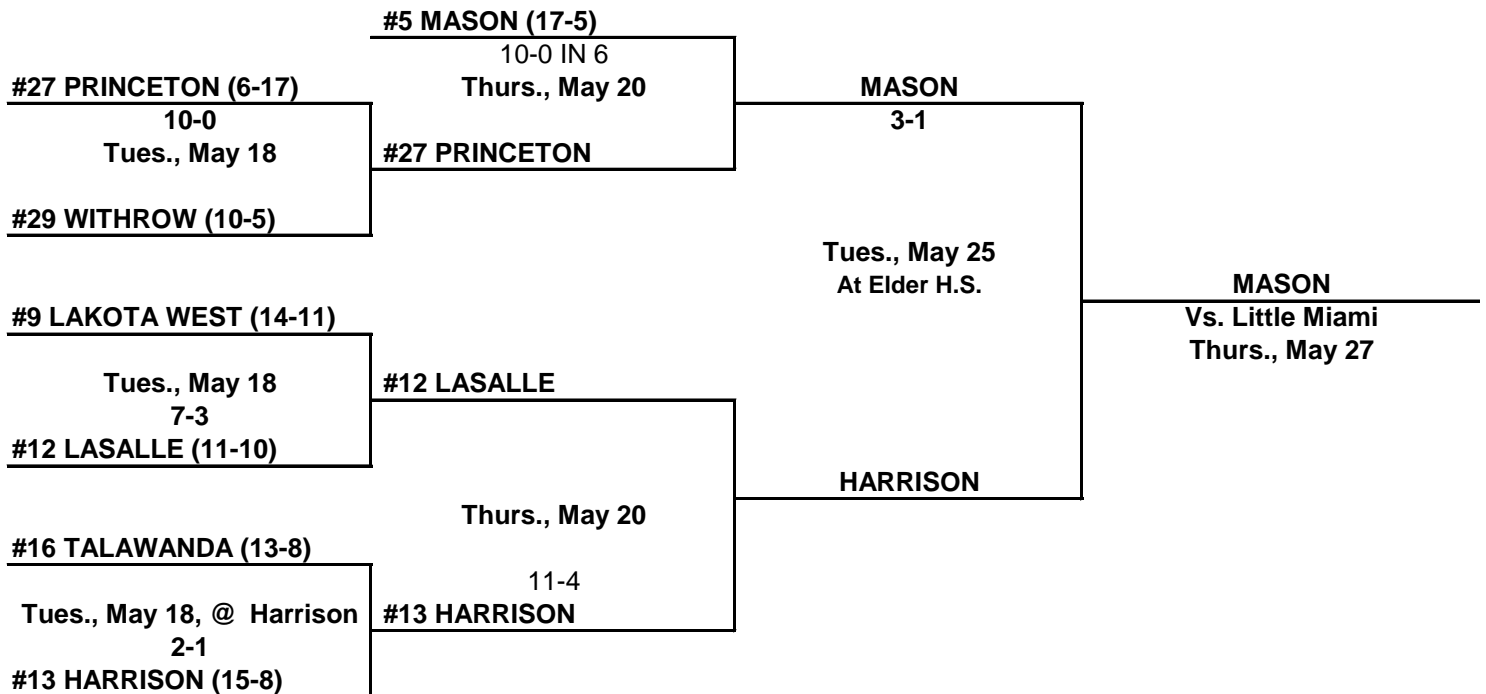 #5 MASON (17-5)
10-0 IN 6
#27 PRINCETON (6-17)
Thurs., May 20
MASON
10-0
3-1
Tues., May 18
#27 PRINCETON
#29 WITHROW (10-5)
Tues., May 25
At Elder H.S.
MASON
#9 LAKOTA WEST (14-11)
Vs. Little Miami
Thurs., May 27
Tues., May 18
#12 LASALLE
7-3
#12 LASALLE (11-10)
HARRISON
Thurs., May 20
#16 TALAWANDA (13-8)
11-4
Tues., May 18, @ Harrison
#13 HARRISON
2-1
#13 HARRISON (15-8)